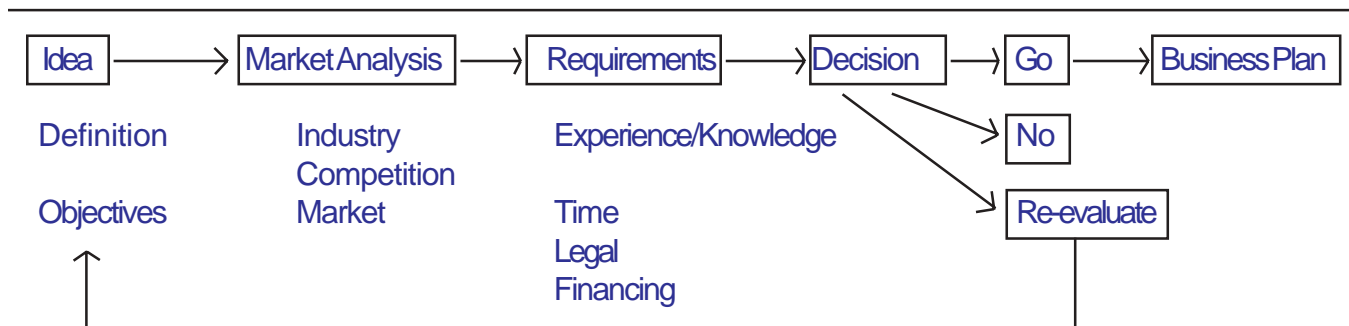 Idea Market Analysis Requirements Decision Go Business Plan
Definition Industry Experience/Knowledge No
Competition
Objectives Market Time Re-evaluate
Legal
Financing